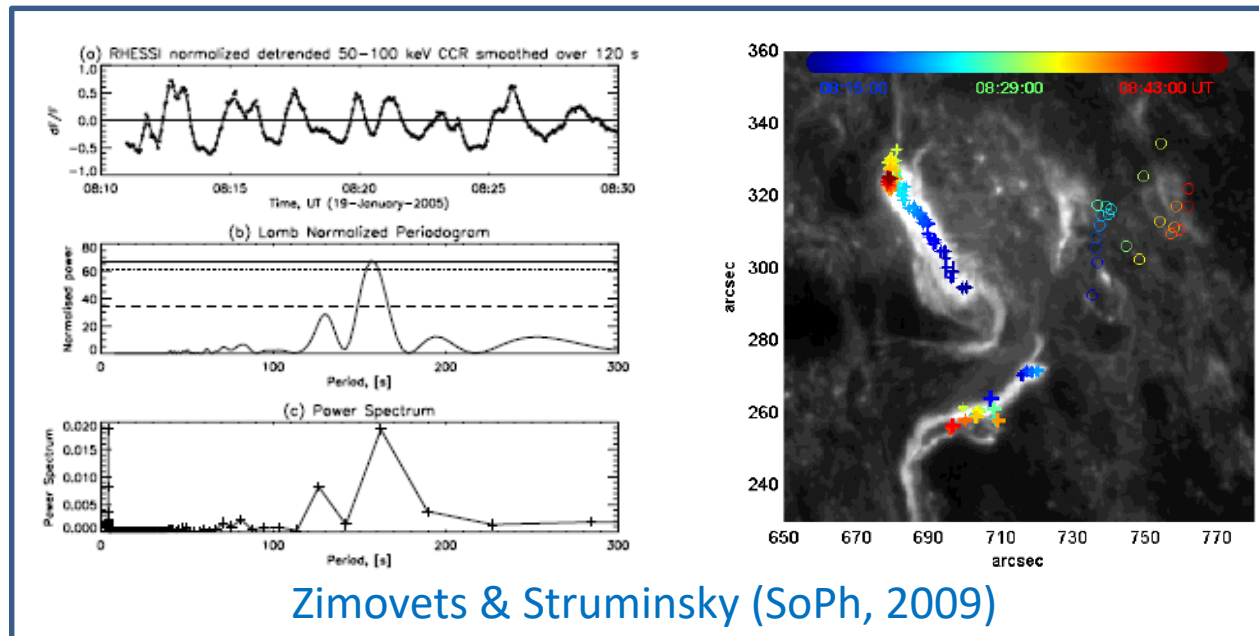 (a) RHESSI normalized detrended 50-100 keV CCR smoothed over 120 s
1.0
0.5
0.0
-0.5
-1.0
dF/F
08:10 08:15 08:20 08:25 08:30
Time, UT (19-January-2005)
(b) Lomb Normalized Periodogram
80
60
40
20
0
Normalised power
0 100 200 300
Period, [s]
(c) Power Spectrum
0.020
0.015
0.010
0.005
0.000
Power Spectrum
0 100 200 300
Period, [s]
360
340
320
300
280
260
240
arcsec
08:15:00 08:29:00 08:43:00 UT
650 670 690 710 730 750 770
arcsec
Zimovets & Struminsky (SoPh, 2009)